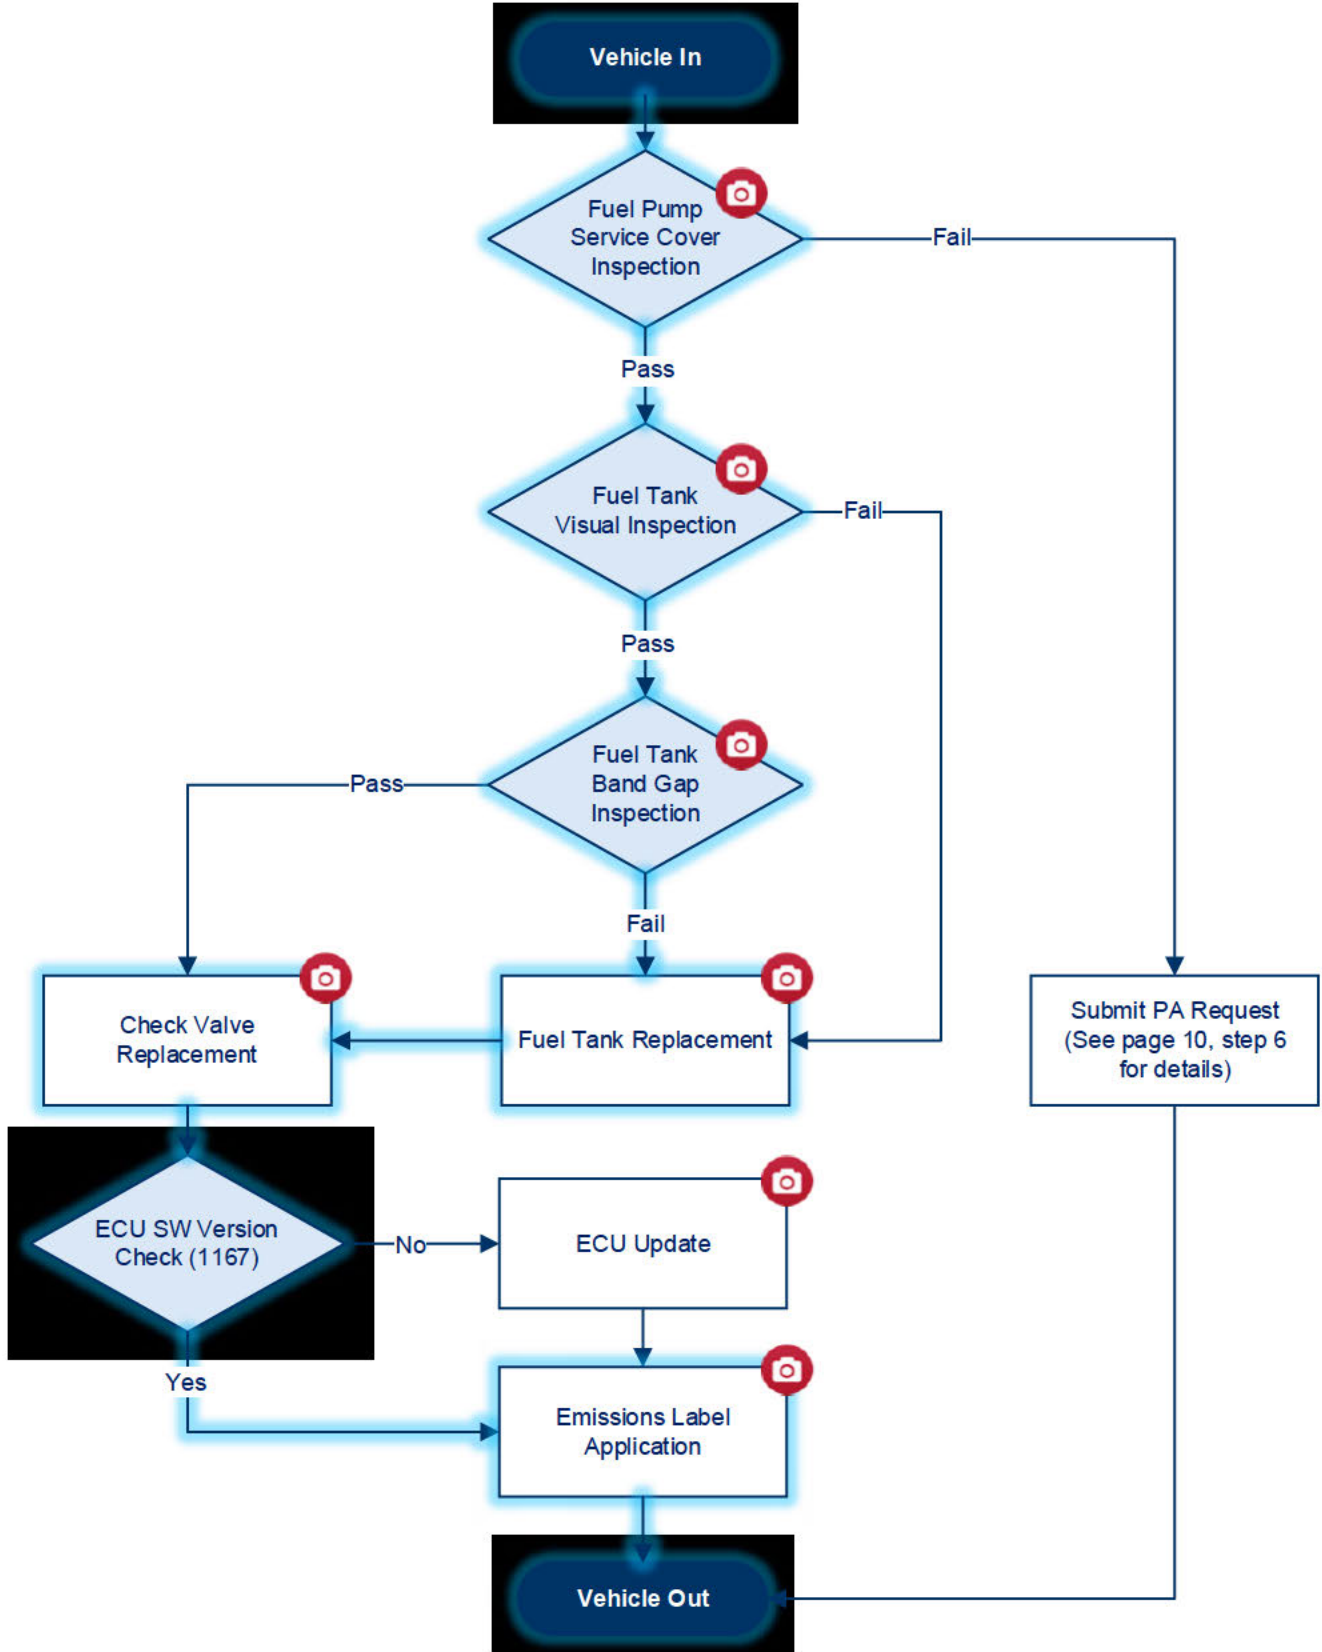 Vehicle In
Fuel Pump
Service Cover
Inspection
Fail
Pass
Fuel Tank
Visual Inspection
Fail
Pass
Fuel Tank
Band Gap
Inspection
Pass
Fail
Check Valve
Replacement
Fuel Tank Replacement
Submit PA Request
(See page 10, step 6
for details)
ECU SW Version
Check (1167)
No
ECU Update
Yes
Emissions Label
Application
Vehicle Out